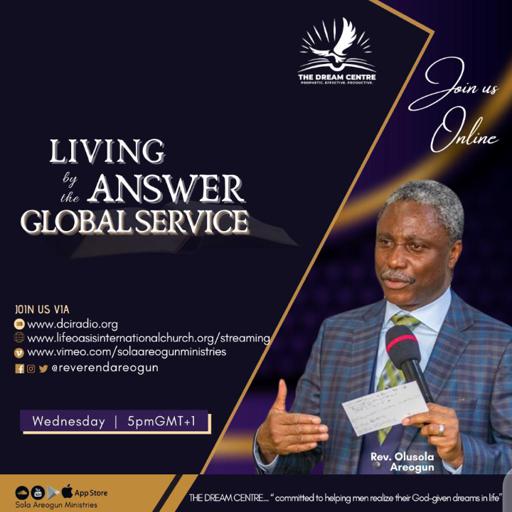 THE DREAM CENTRE
PROPHETIC. EFFECTIVE. PRODUCTIVE.
Join us
Online
LIVING
by
the ANSWER
GLOBAL SERVICE
JOIN US VIA
www.dciradio.org
www.lifeoasisinternationalchurch.org/streaming
www.vimeo.com/solaareogunministries
@reverendareogun
Wednesday | 5pmGMT+1
Rev. Olusola
Areogun
App Store
Sola Areogun Ministries
THE DREAM CENTRE.... " committed to helping men realize their God-given dreams in life"